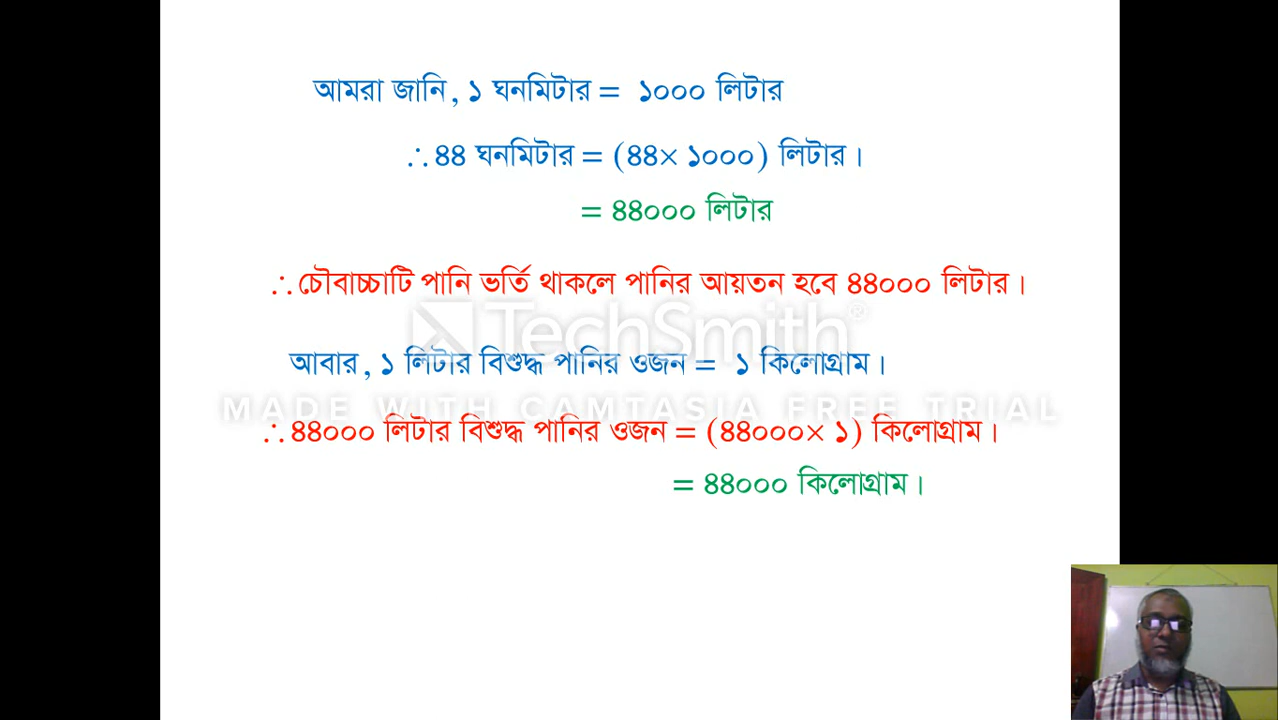 আমরা জানি, ১ ঘনমিটার = ১০০০ লিটার
∴ ৪৪ ঘনমিটার = (৪৪× ১০০০) লিটার।
= ৪৪০০০ লিটার
∴ চৌবাচ্চাটি পানি ভর্তি থাকলে পানির আয়তন হবে ৪৪০০০ লিটার।
TechSmith®
আবার, ১ লিটার বিশুদ্ধ পানির ওজন = ১ কিলোগ্রাম।
MADE WITH CAMTASIA FREE TRIAL
∴ ৪৪০০০ লিটার বিশুদ্ধ পানির ওজন = (৪৪০০০× ১) কিলোগ্রাম।
= ৪৪০০০ কিলোগ্রাম।